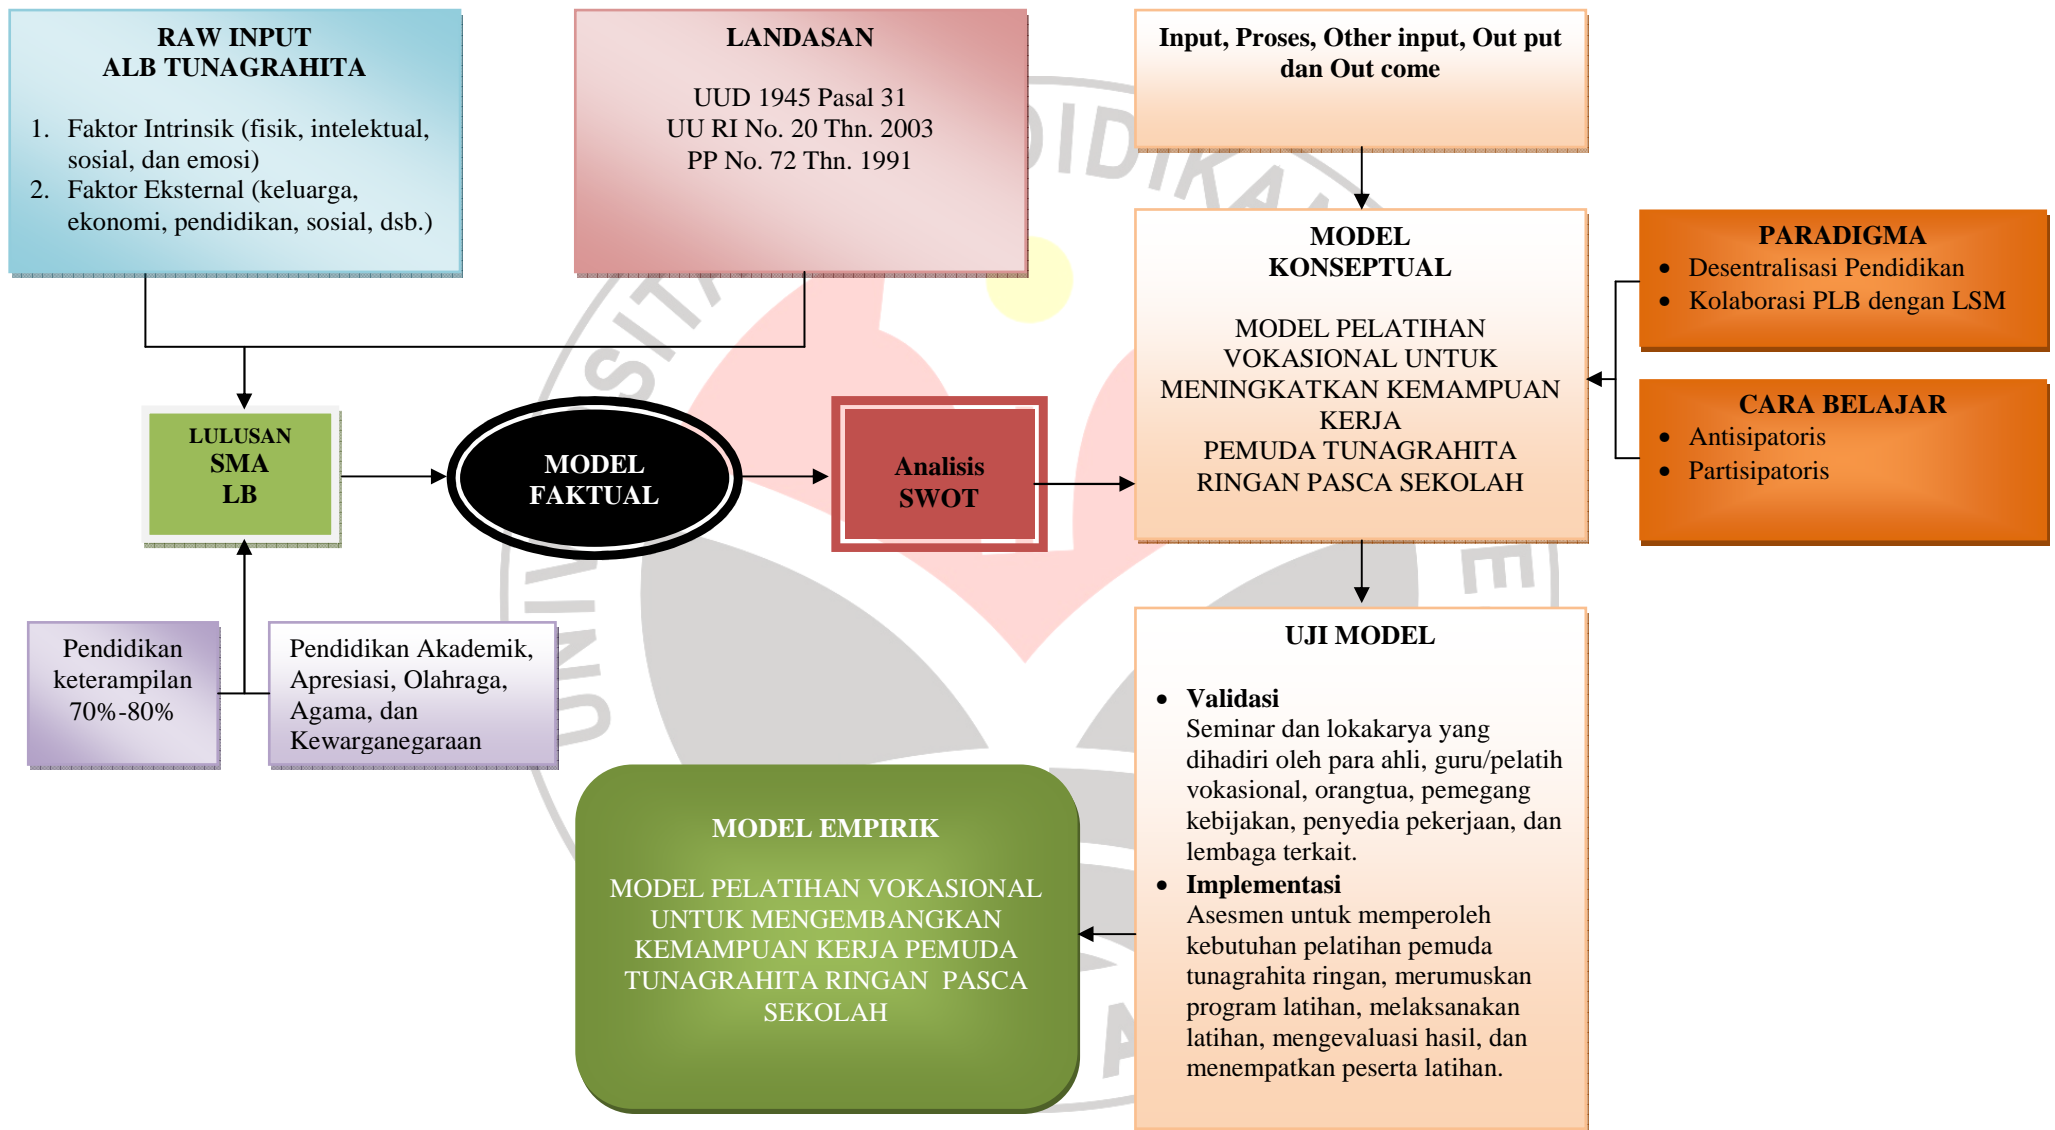 RAW INPUT
ALB TUNAGRAHITA
1. Faktor Intrinsik (fisik, intelektual,
sosial, dan emosi)
2. Faktor Eksternal (keluarga,
ekonomi, pendidikan, sosial, dsb.)
LANDASAN
UUD 1945 Pasal 31
UU RI No. 20 Thn. 2003
PP No. 72 Thn. 1991
Input, Proses, Other input, Out put
dan Out come
MODEL
KONSEPTUAL
MODEL PELATIHAN
VOKASIONAL UNTUK
MENINGKATKAN KEMAMPUAN
KERJA
PEMUDA TUNAGRAHITA
RINGAN PASCA SEKOLAH
PARADIGMA
• Desentralisasi Pendidikan
• Kolaborasi PLB dengan LSM
CARA BELAJAR
• Antisipatoris
• Partisipatoris
LULUSAN
SMA
LB
MODEL
FAKTUAL
Analisis
SWOT
Pendidikan
keterampilan
70%-80%
Pendidikan Akademik,
Apresiasi, Olahraga,
Agama, dan
Kewarganegaraan
UJI MODEL
• Validasi
Seminar dan lokakarya yang
dihadiri oleh para ahli, guru/pelatih
vokasional, orangtua, pemegang
kebijakan, penyedia pekerjaan, dan
lembaga terkait.
• Implementasi
Asesmen untuk memperoleh
kebutuhan pelatihan pemuda
tunagrahita ringan, merumuskan
program latihan, melaksanakan
latihan, mengevaluasi hasil, dan
menempatkan peserta latihan.
MODEL EMPIRIK
MODEL PELATIHAN VOKASIONAL
UNTUK MENGEMBANGKAN
KEMAMPUAN KERJA PEMUDA
TUNAGRAHITA RINGAN PASCA
SEKOLAH